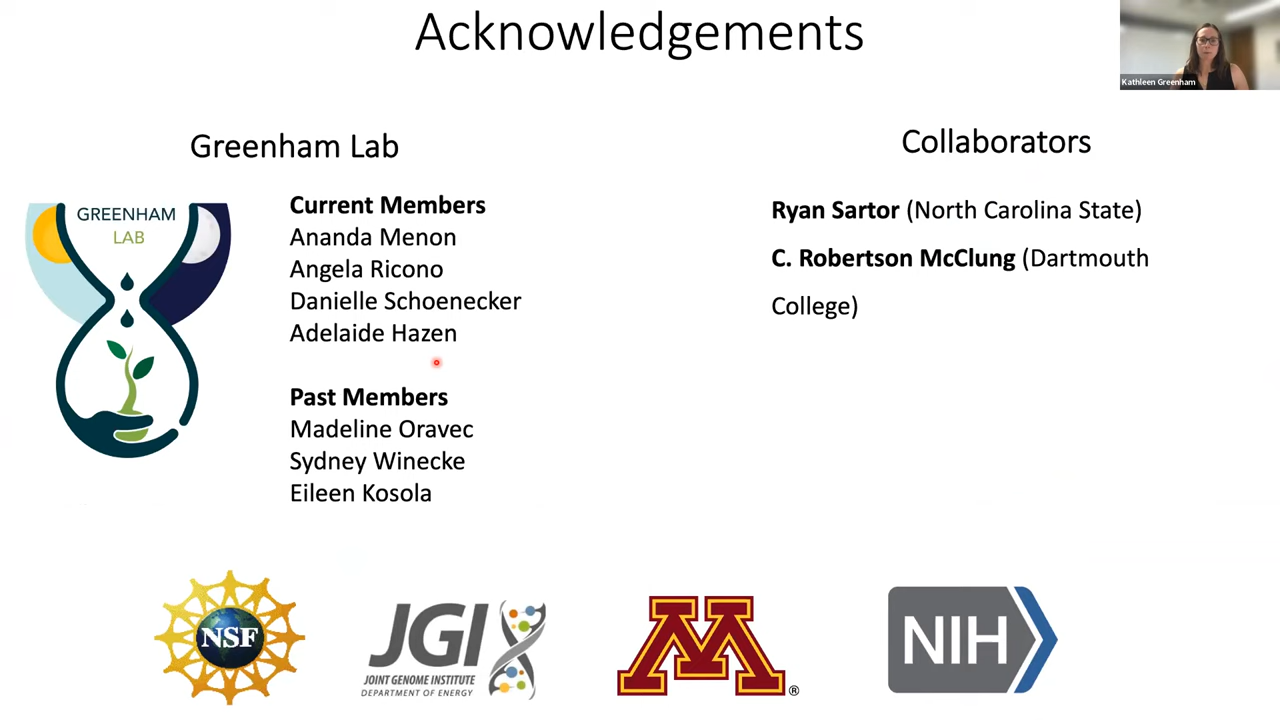 Acknowledgements
Kathleen Greenham
Greenham Lab
GREENHAM
LAB
Current Members
Ananda Menon
Angela Ricono
Danielle Schoenecker
Adelaide Hazen
Past Members
Madeline Oravec
Sydney Winecke
Eileen Kosola
Collaborators
Ryan Sartor (North Carolina State)
C. Robertson McClung (Dartmouth
College)
NSF
JGI
JOINT GENOME INSTITUTE
DEPARTMENT OF ENERGY
M®
NIH